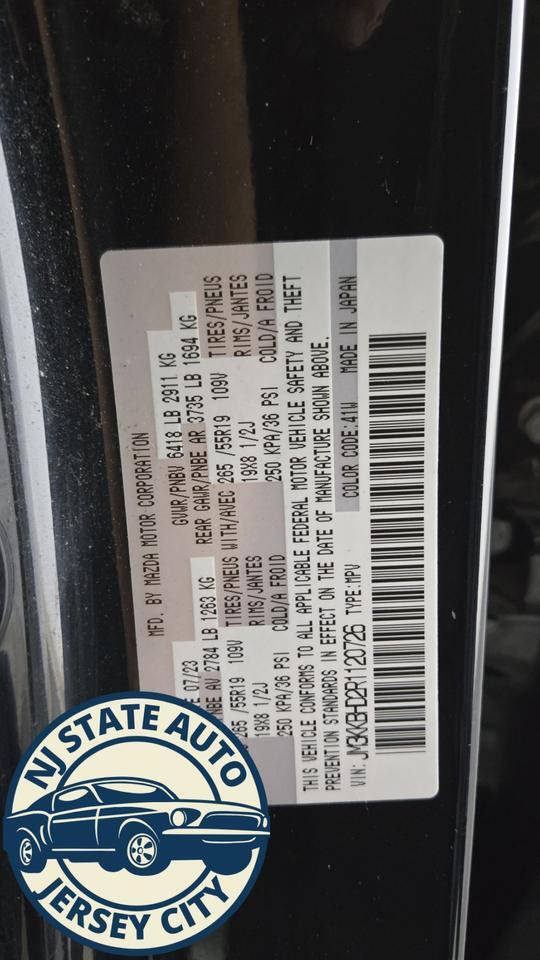 MFD. BY MAZDA MOTOR CORPORATION
07/23 GVWR/PNBV 6418 LB 2911 KG
AV 2784 LB 1263 KG REAR GAWR/PNBE AR 3735 LB 1694 KG
TIRES/PNEUS WITH/AVEC TIRES/PNEUS
265 /55R19 109V 265 /55R19 109V
RIMS/JANTES RIMS/JANTES
19X8 1/2J 19X8 1/2J
COLD/A FROID COLD/A FROID
250 KPA/36 PSI 250 KPA/36 PSI
THIS VEHICLE CONFORMS TO ALL APPLICABLE FEDERAL MOTOR VEHICLE SAFETY AND THEFT
PREVENTION STANDARDS IN EFFECT ON THE DATE OF MANUFACTURE SHOWN ABOVE.
COLOR CODE:41W MADE IN JAPAN
VIN: JM3KKBHD2R1120726 TYPE:MPV
NJ STATE AUTO
JERSEY CITY